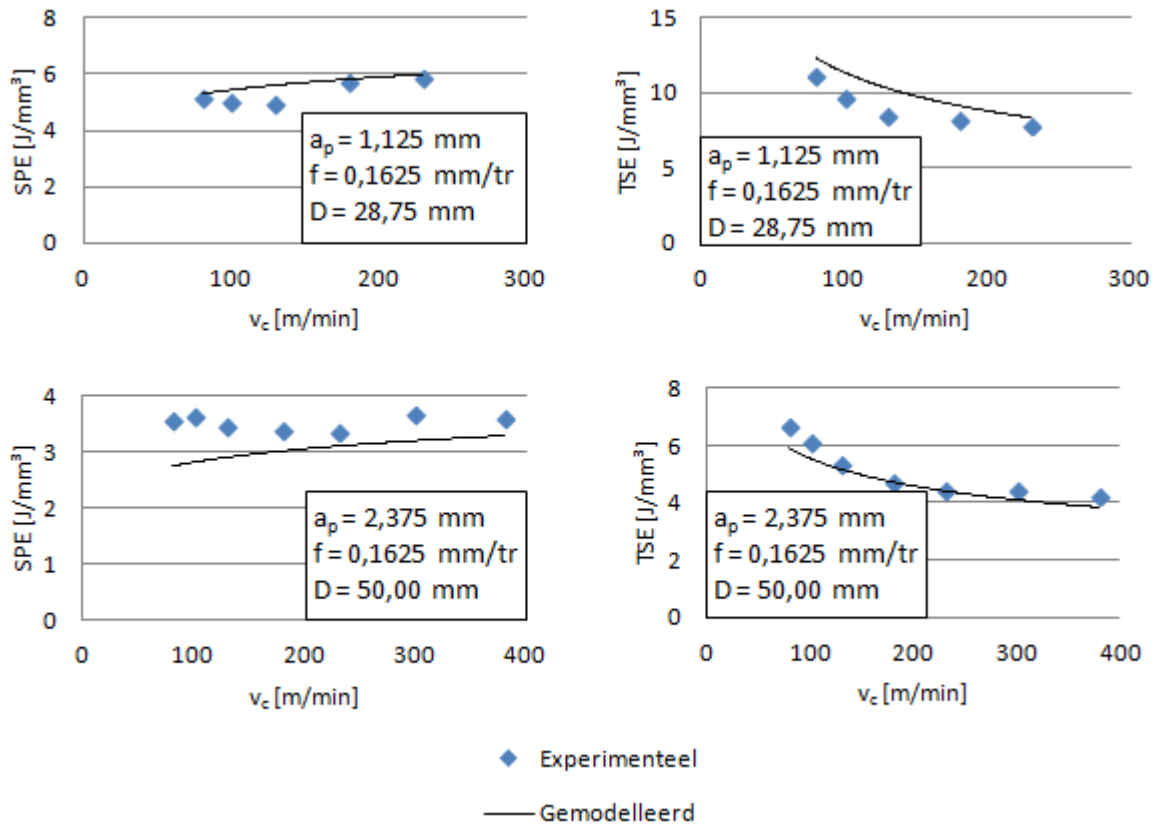 SPE [J/mm³]
8
6
4
2
0
a_p = 1,125 mm
f = 0,1625 mm/tr
D = 28,75 mm
0 100 200 300
v_c [m/min]
TSE [J/mm³]
15
10
5
0
a_p = 1,125 mm
f = 0,1625 mm/tr
D = 28,75 mm
0 100 200 300
v_c [m/min]
SPE [J/mm³]
4
3
2
1
0
a_p = 2,375 mm
f = 0,1625 mm/tr
D = 50,00 mm
0 100 200 300 400
v_c [m/min]
TSE [J/mm³]
8
6
4
2
0
a_p = 2,375 mm
f = 0,1625 mm/tr
D = 50,00 mm
0 100 200 300 400
v_c [m/min]
Experimenteel
Gemodelleerd